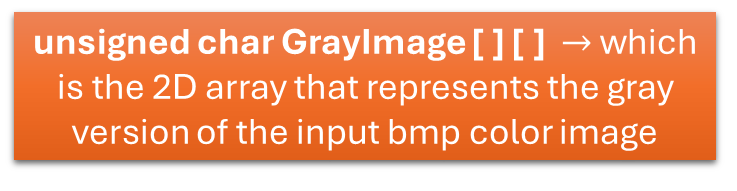 unsigned char GrayImage[ ][ ] → which
is the 2D array that represents the gray
version of the input bmp color image